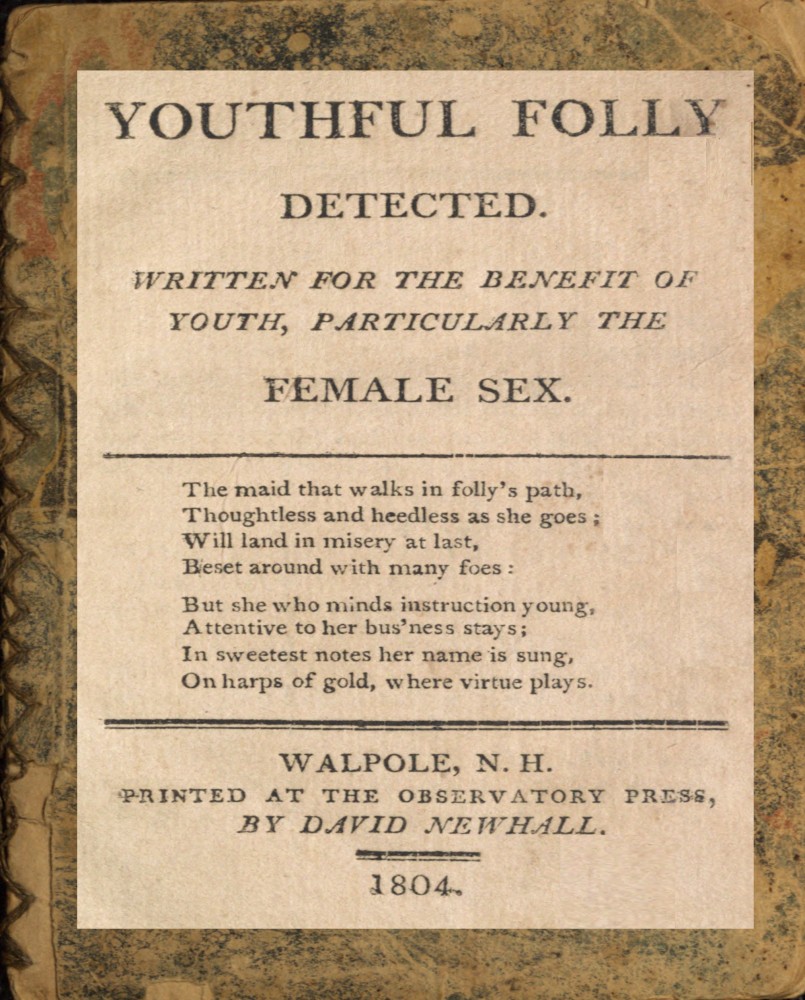 YOUTHFUL FOLLY
DETECTED.
WRITTEN FOR THE BENEFIT OF
YOUTH, PARTICULARLY THE
FEMALE SEX.
The maid that walks in folly's path,
Thoughtless and heedless as she goes ;
Will land in misery at last,
Beset around with many foes :
But she who minds instruction young,
Attentive to her bus'ness stays;
In sweetest notes her name is sung,
On harps of gold, where virtue plays.
WALPOLE, N. H.
PRINTED AT THE OBSERVATORY PRESS,
BY DAVID NEWHALL.
1804.